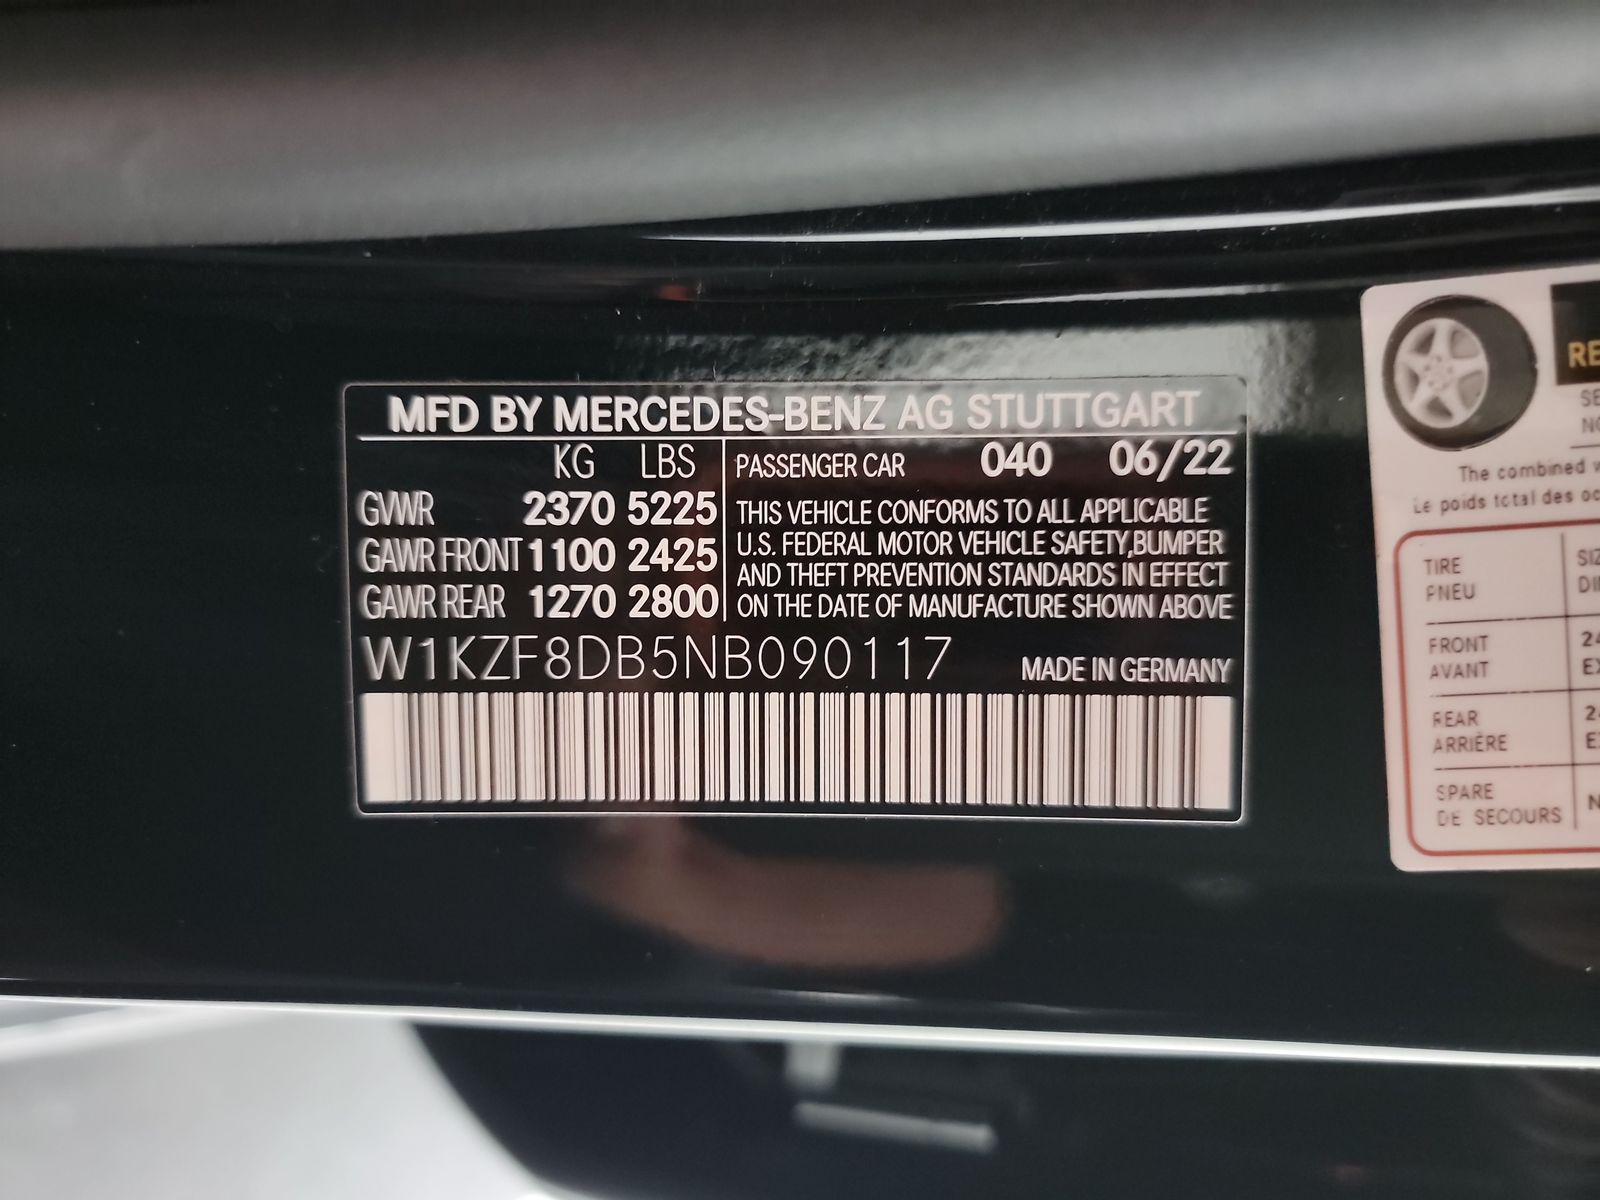 MFD BY MERCEDES-BENZ AG STUTTGART
KG LBS
GVWR 2370 5225
GAWR FRONT 1100 2425
GAWR REAR 1270 2800
PASSENGER CAR 040 06/22
THIS VEHICLE CONFORMS TO ALL APPLICABLE
U.S. FEDERAL MOTOR VEHICLE SAFETY,BUMPER
AND THEFT PREVENTION STANDARDS IN EFFECT
ON THE DATE OF MANUFACTURE SHOWN ABOVE
W1KZF8DB5NB090117 MADE IN GERMANY
The combined
Le poids total des
TIRE
PNEU
FRONT
AVANT
REAR
ARRIÈRE
SPARE
DE SECOURS